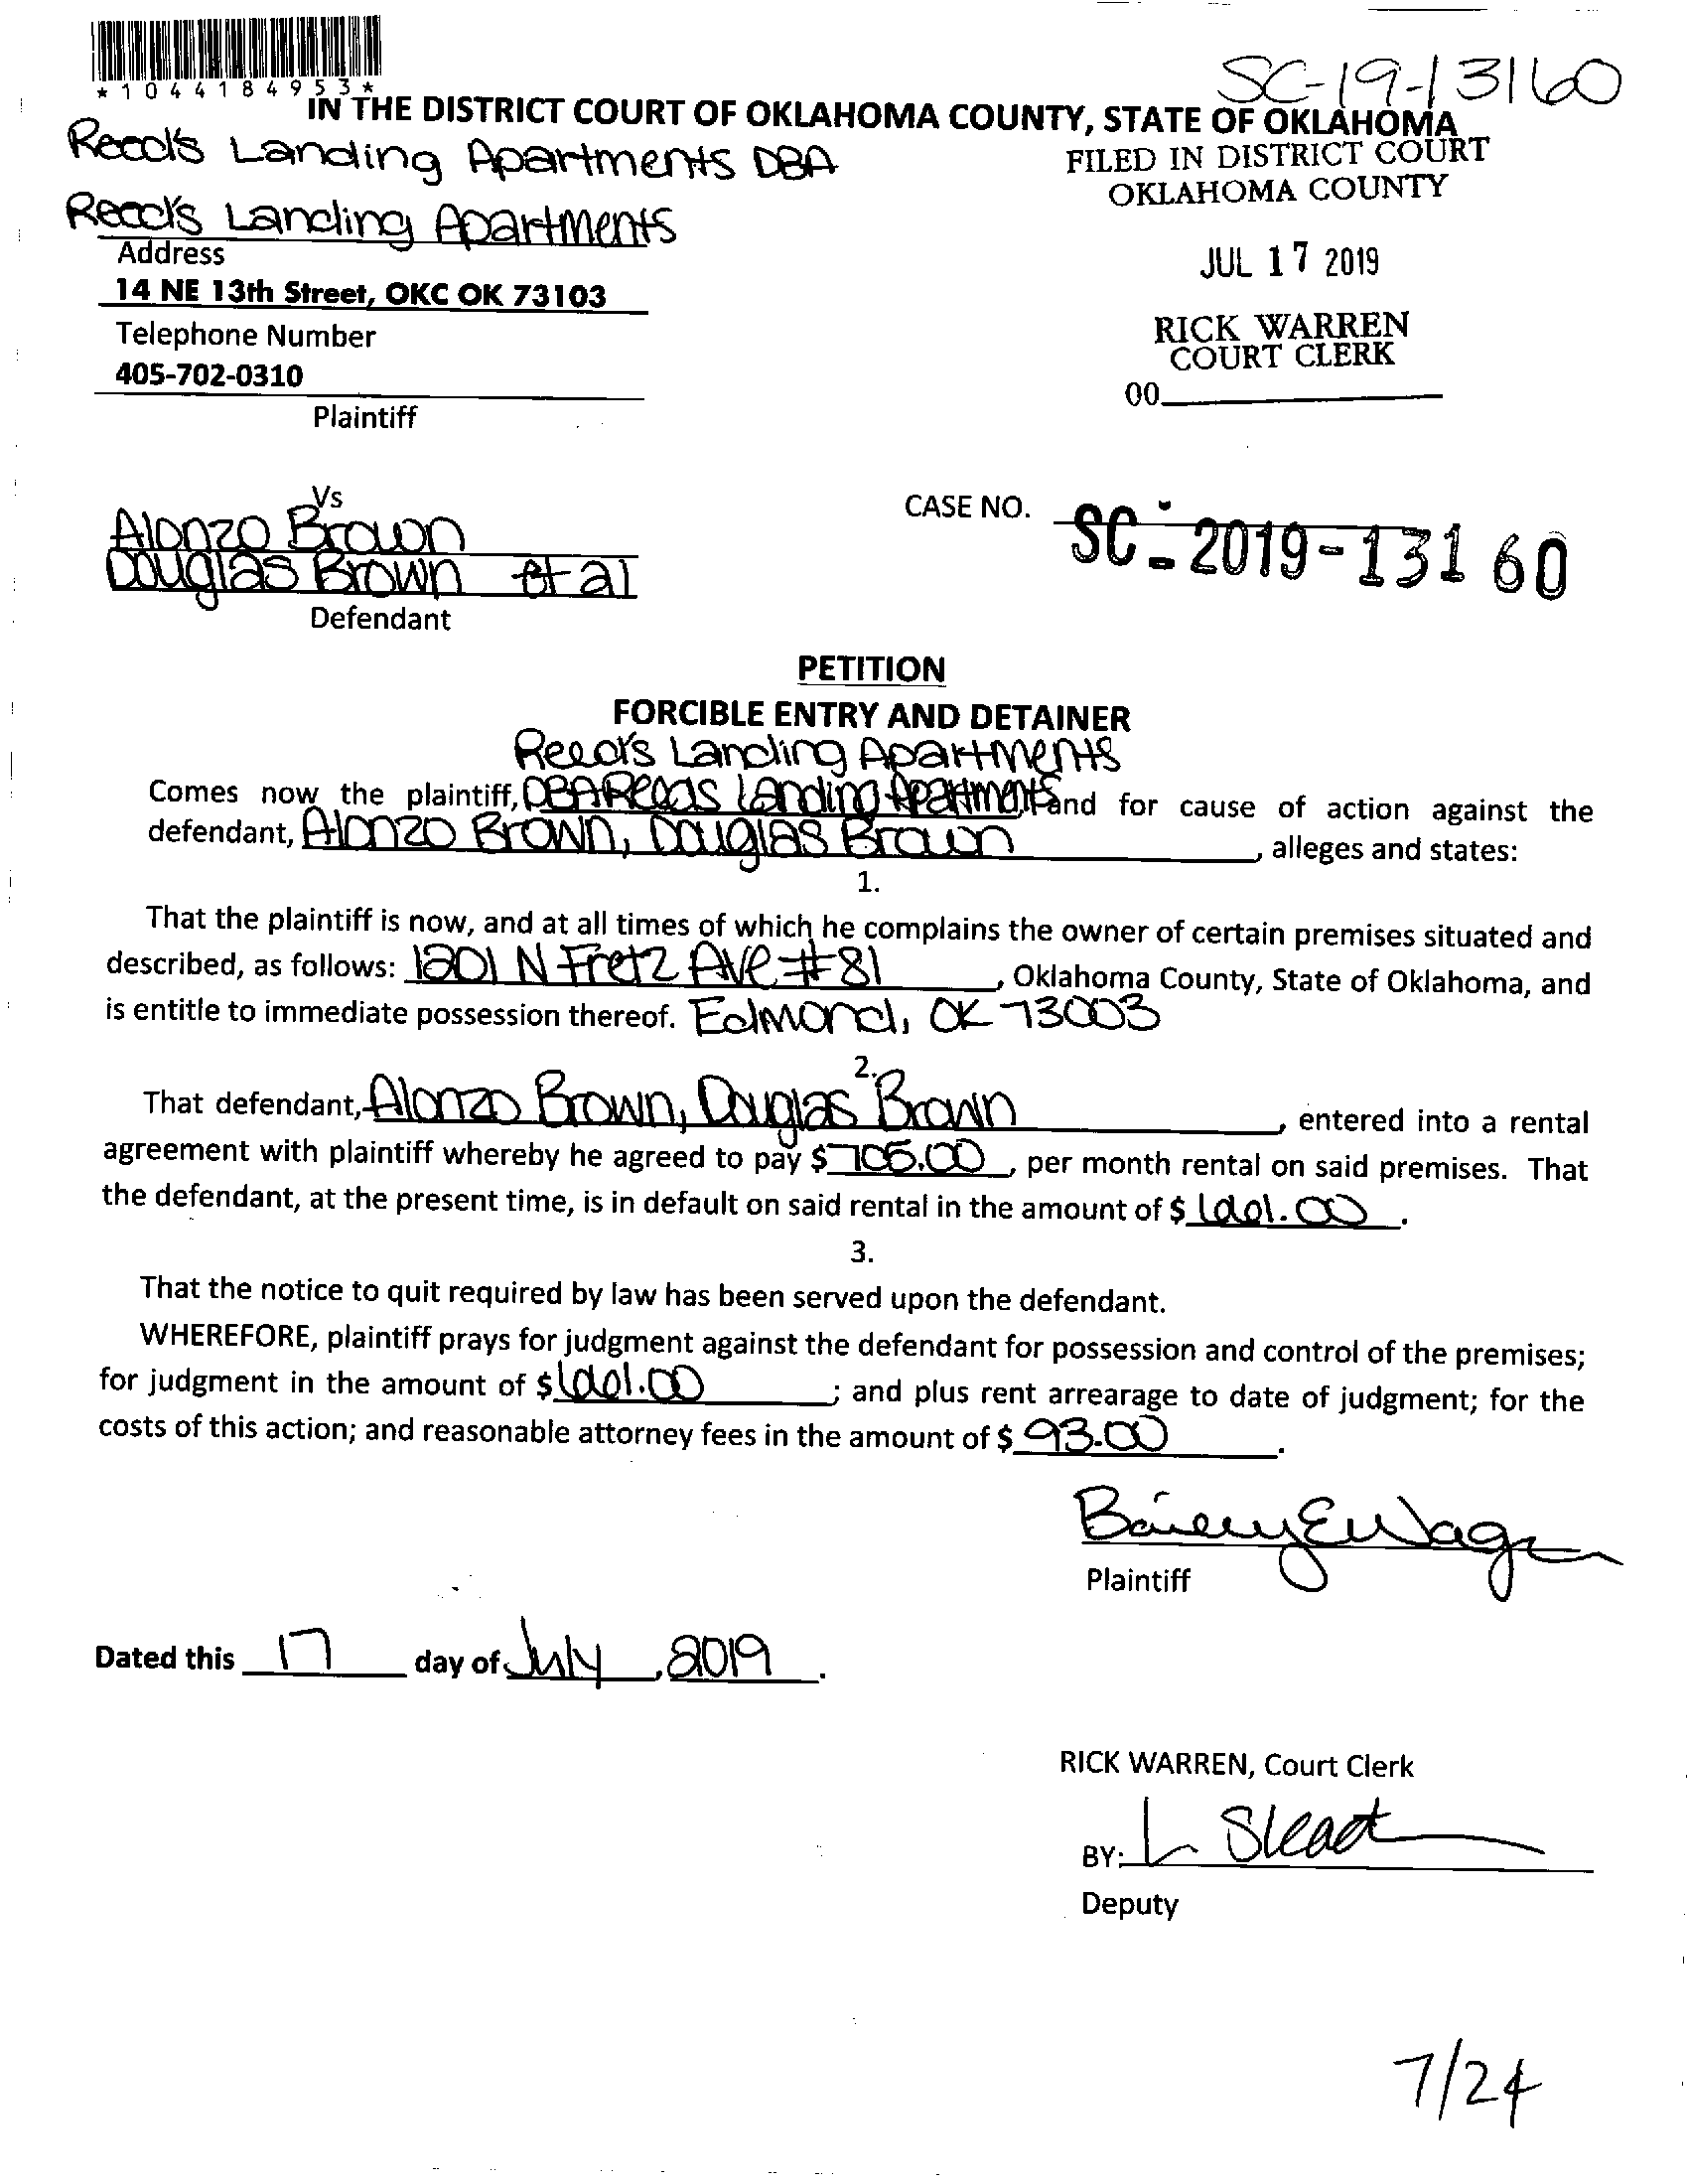 *1044184953*
SC-19-13160
IN THE DISTRICT COURT OF OKLAHOMA COUNTY, STATE OF OKLAHOMA
Reed's Landing Apartments DBA
Reed's Landing Apartments
FILED IN DISTRICT COURT
OKLAHOMA COUNTY
Address
14 NE 13th Street, OKC OK 73103
JUL 17 2019
Telephone Number
405-702-0310
RICK WARREN
COURT CLERK
00
Plaintiff
Vs
Alonzo Brown
Douglas Brown et al
Defendant
CASE NO. SC-2019-13160
PETITION
FORCIBLE ENTRY AND DETAINER
Reed's Landing Apartments
Comes now the plaintiff, DBA Reeds Landing Apartments and for cause of action against the
defendant, Alonzo Brown, Douglas Brown, alleges and states:
1.
That the plaintiff is now, and at all times of which he complains the owner of certain premises situated and
described, as follows: 1201 N Fretz Ave #81, Oklahoma County, State of Oklahoma, and
is entitle to immediate possession thereof. Edmond, OK 73003
2.
That defendant, Alonzo Brown, Douglas Brown, entered into a rental
agreement with plaintiff whereby he agreed to pay $705.00, per month rental on said premises. That
the defendant, at the present time, is in default on said rental in the amount of $
3.
That the notice to quit required by law has been served upon the defendant.
WHEREFORE, plaintiff prays for judgment against the defendant for possession and control of the premises;
for judgment in the amount of $ ; and plus rent arrearage to date of judgment; for the
costs of this action; and reasonable attorney fees in the amount of $ 93.00.
Plaintiff
Dated this 17 day of July, 2019.
RICK WARREN, Court Clerk
BY: L
Deputy
7/24